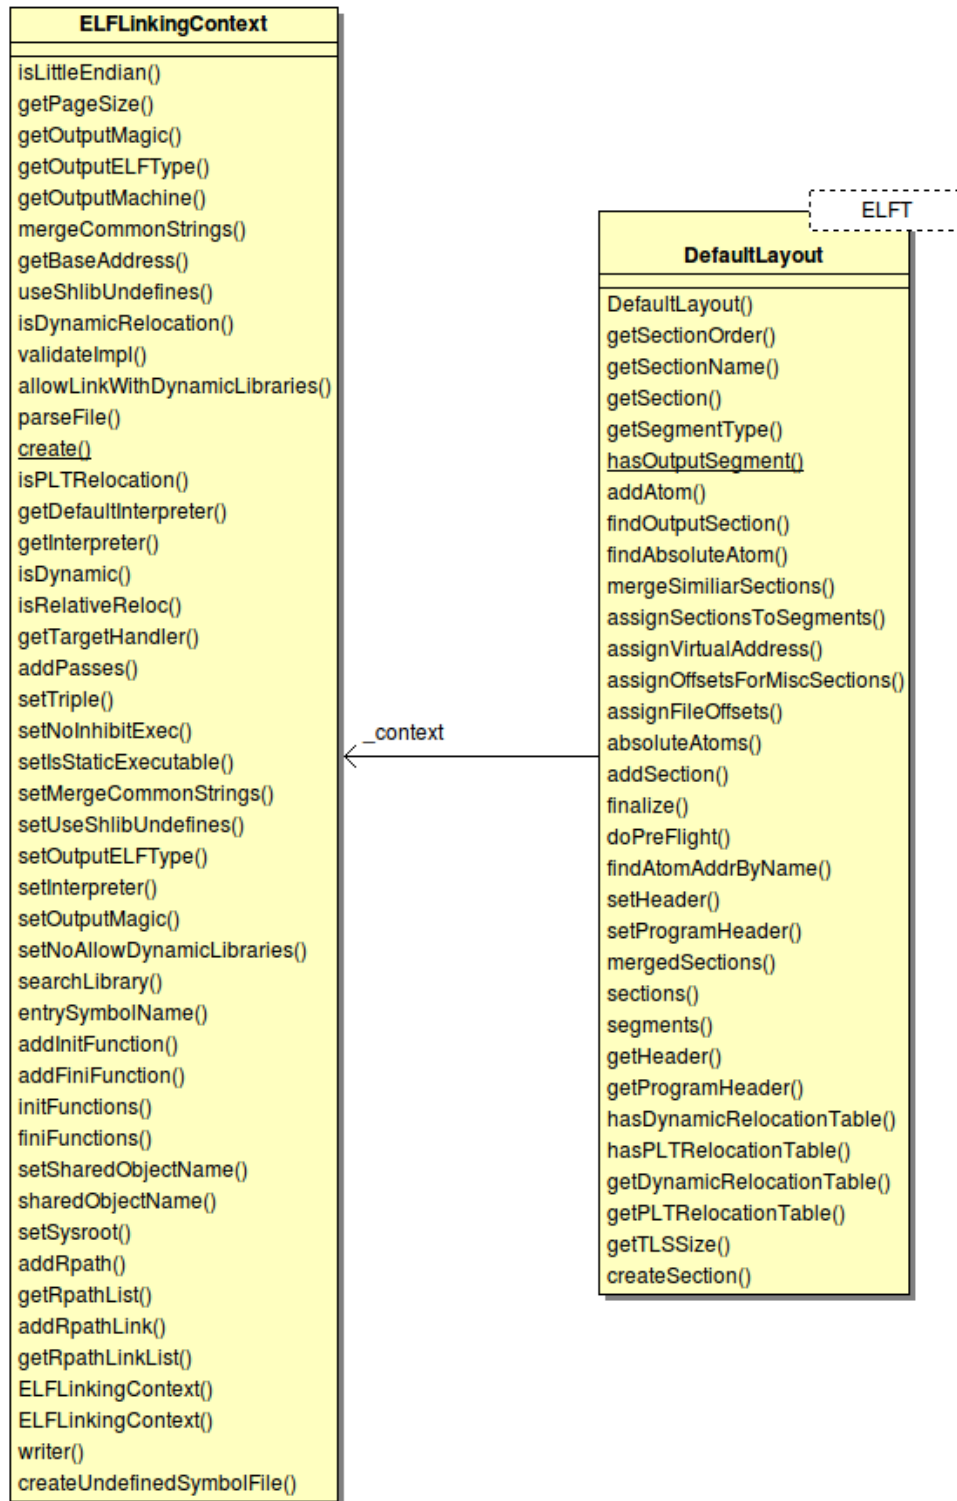 ELFLinkingContext
isLittleEndian()
getPageSize()
getOutputMagic()
getOutputELFType()
getOutputMachine()
mergeCommonStrings()
getBaseAddress()
useShlibUndefines()
isDynamicRelocation()
validateImpl()
allowLinkWithDynamicLibraries()
parseFile()
create()
isPLTRelocation()
getDefaultInterpreter()
getInterpreter()
isDynamic()
isRelativeReloc()
getTargetHandler()
addPasses()
setTriple()
setNoInhibitExec()
setIsStaticExecutable()
setMergeCommonStrings()
setUseShlibUndefines()
setOutputELFType()
setInterpreter()
setOutputMagic()
setNoAllowDynamicLibraries()
searchLibrary()
entrySymbolName()
addInitFunction()
addFiniFunction()
initFunctions()
finiFunctions()
setSharedObjectName()
sharedObjectName()
setSysroot()
addRpath()
getRpathList()
addRpathLink()
getRpathLinkList()
ELFLinkingContext()
ELFLinkingContext()
writer()
createUndefinedSymbolFile()
_context
ELFT
DefaultLayout
DefaultLayout()
getSectionOrder()
getSectionName()
getSection()
getSegmentType()
hasOutputSegment()
addAtom()
findOutputSection()
findAbsoluteAtom()
mergeSimiliarSections()
assignSectionsToSegments()
assignVirtualAddress()
assignOffsetsForMiscSections()
assignFileOffsets()
absoluteAtoms()
addSection()
finalize()
doPreFlight()
findAtomAddrByName()
setHeader()
setProgramHeader()
mergedSections()
sections()
segments()
getHeader()
getProgramHeader()
hasDynamicRelocationTable()
hasPLTRelocationTable()
getDynamicRelocationTable()
getPLTRelocationTable()
getTLSSize()
createSection()